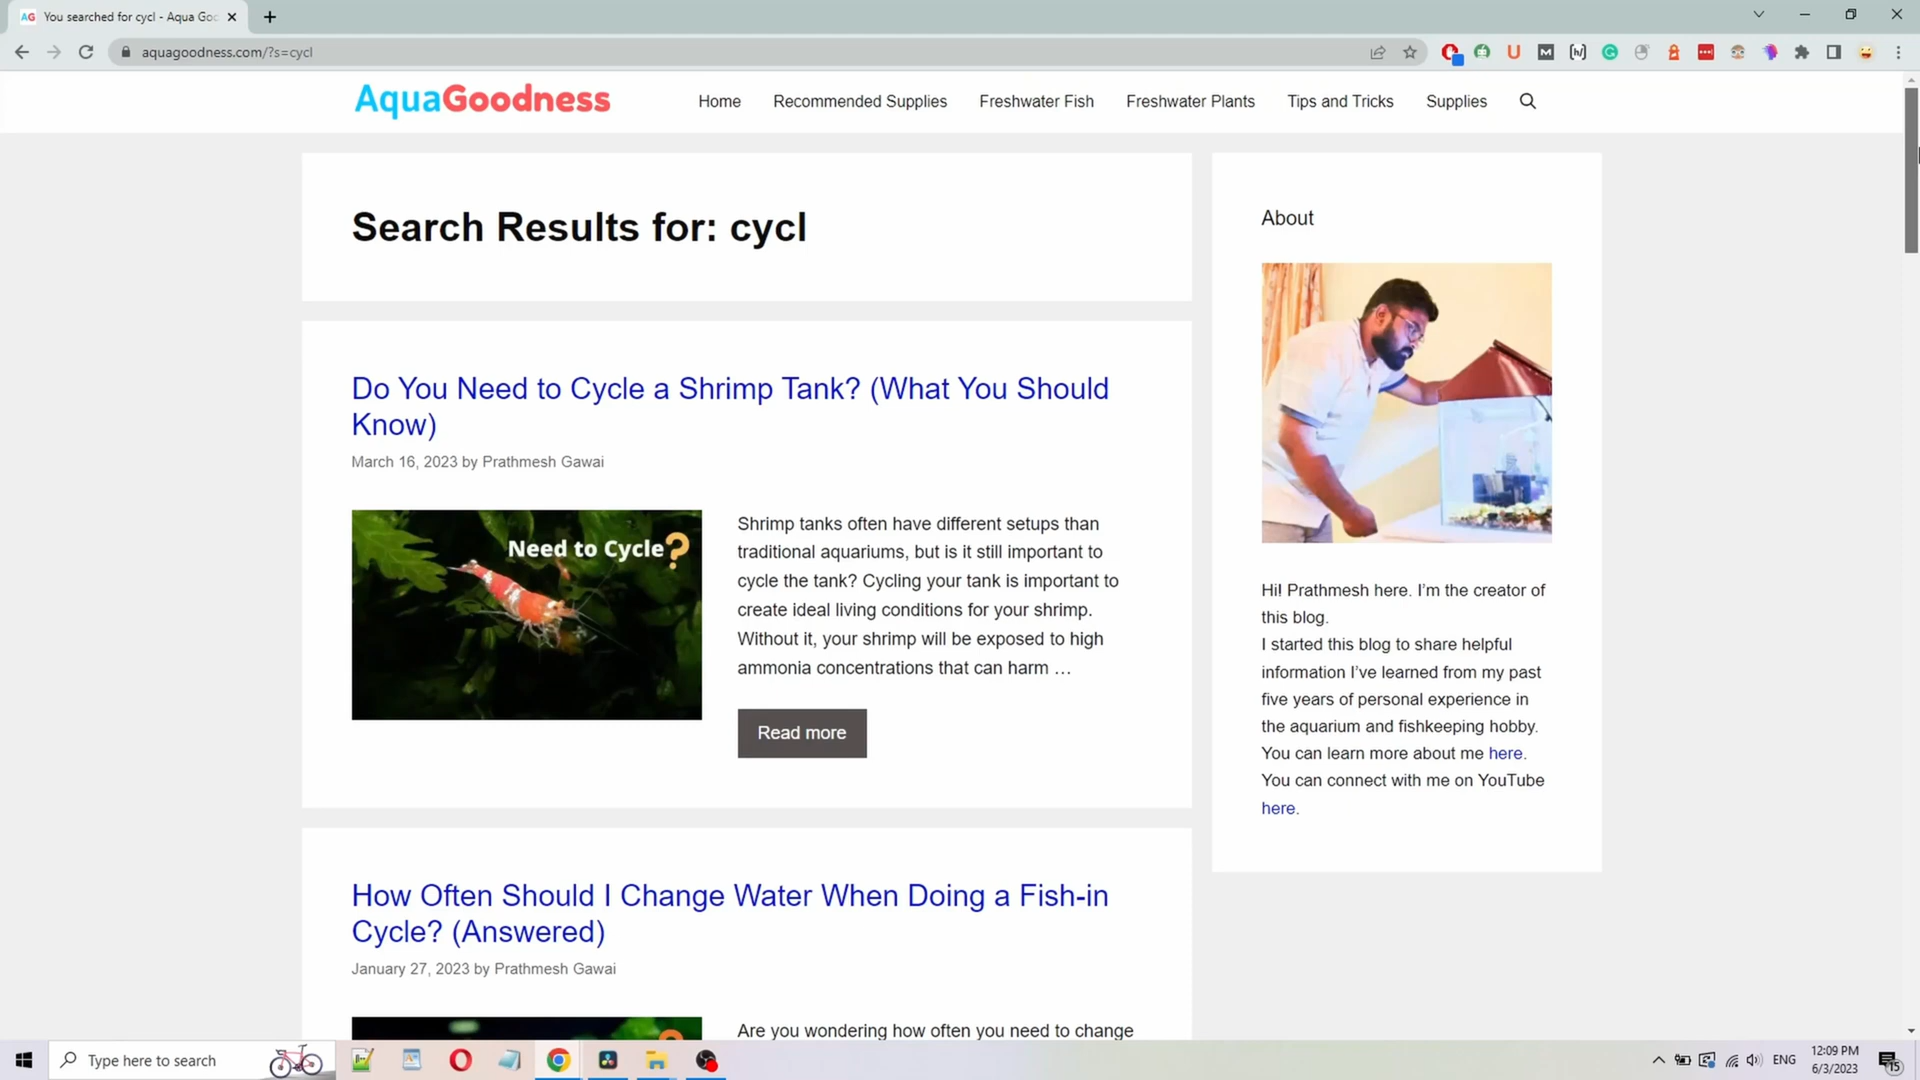 AG You searched for cycl - Aqua Goo
aquagoodness.com/?s=cycl
AquaGoodness
Home
Recommended Supplies
Freshwater Fish
Freshwater Plants
Tips and Tricks
Supplies
Search Results for: cycl
Do You Need to Cycle a Shrimp Tank? (What You Should
Know)
March 16, 2023 by Prathmesh Gawai
Need to Cycle?
Shrimp tanks often have different setups than
traditional aquariums, but is it still important to
cycle the tank? Cycling your tank is important to
create ideal living conditions for your shrimp.
Without it, your shrimp will be exposed to high
ammonia concentrations that can harm …
Read more
How Often Should I Change Water When Doing a Fish-in
Cycle? (Answered)
January 27, 2023 by Prathmesh Gawai
Are you wondering how often you need to change
About
Hi! Prathmesh here. I’m the creator of
this blog.
I started this blog to share helpful
information I’ve learned from my past
five years of personal experience in
the aquarium and fishkeeping hobby.
You can learn more about me here.
You can connect with me on YouTube
here.
Type here to search
ENG
12:09 PM
6/3/2023
15